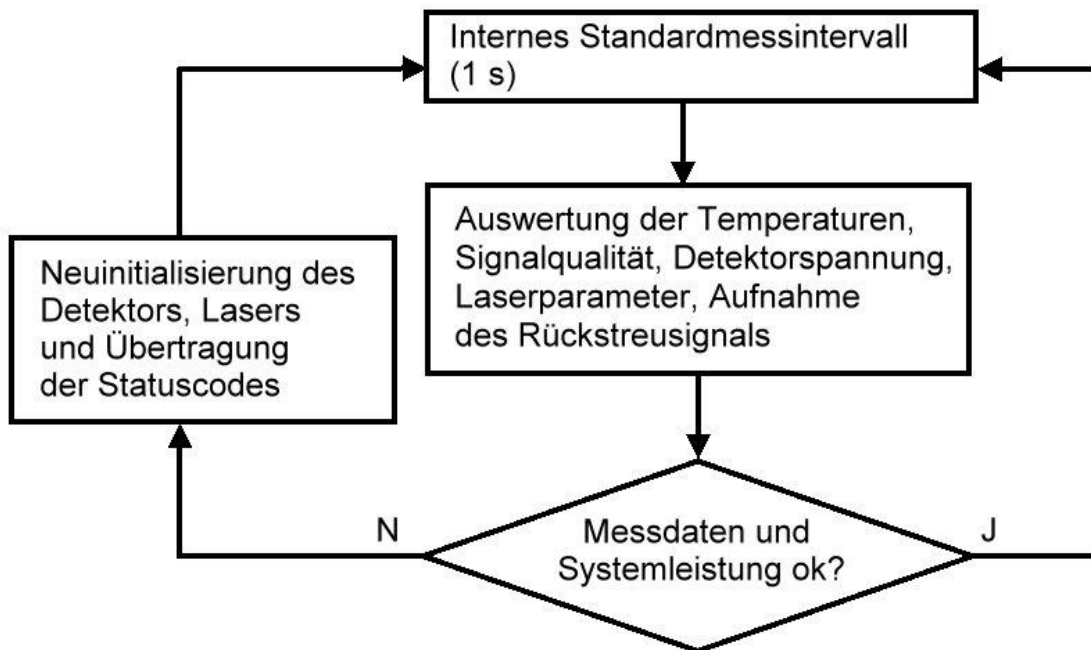 Internes Standardmessintervall
(1 s)
Auswertung der Temperaturen,
Signalqualität, Detektorspannung,
Laserparameter, Aufnahme
des Rückstreusignals
Neuinitialisierung des
Detektors, Lasers
und Übertragung
der Statuscodes
N
Messdaten und
Systemleistung ok?
J